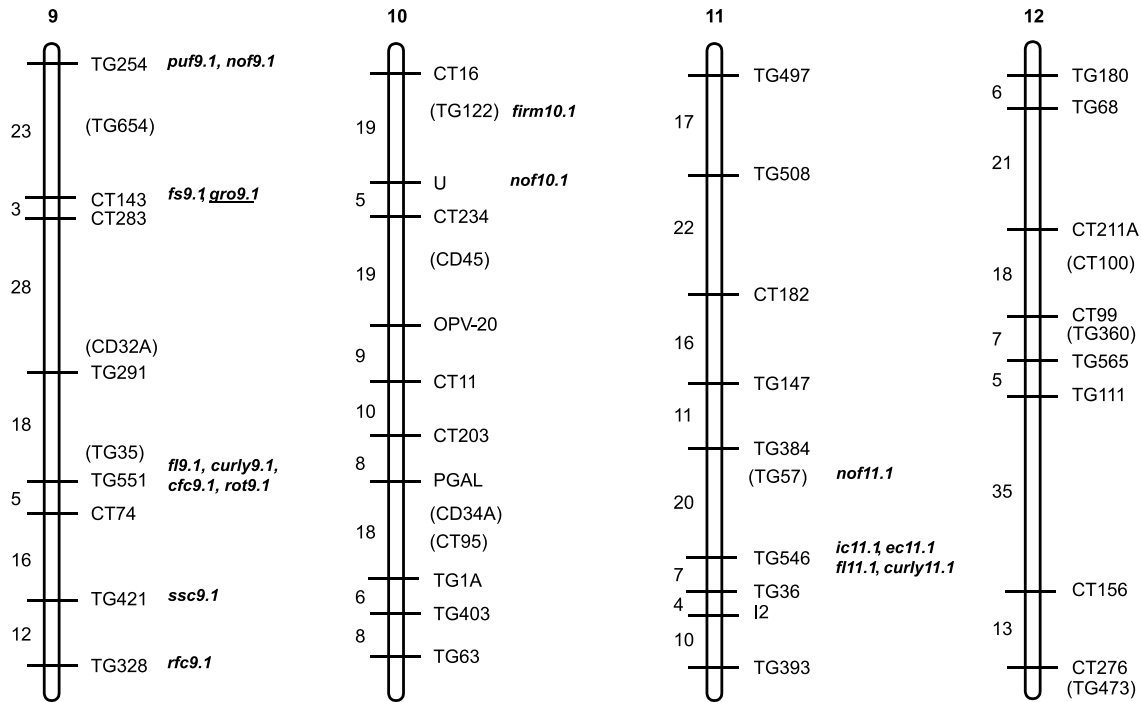 9
TG254 puf9.1, nof9.1
23
(TG654)
CT143 fs9.1, gro9.1
3
CT283
28
(CD32A)
TG291
18
(TG35)
fl9.1, curly9.1,
TG551
cfc9.1, rot9.1
5
CT74
16
TG421 ssc9.1
12
TG328 rfc9.1
10
CT16
(TG122) firm10.1
19
U nof10.1
5
CT234
(CD45)
19
OPV-20
9
CT11
10
CT203
8
PGAL
(CD34A)
18
(CT95)
TG1A
6
TG403
8
TG63
11
TG497
17
TG508
22
CT182
16
TG147
11
TG384
(TG57) nof11.1
20
ic11.1, ec11.1
TG546
fl11.1, curly11.1
7
TG36
4
I2
10
TG393
12
TG180
6
TG68
21
CT211A
(CT100)
18
CT99
(TG360)
7
TG565
5
TG111
35
CT156
13
CT276
(TG473)